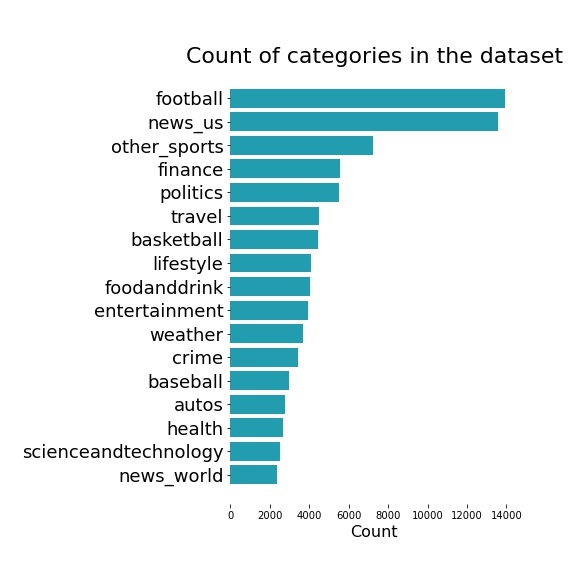 Count of categories in the dataset
football
news_us
other_sports
finance
politics
travel
basketball
lifestyle
foodanddrink
entertainment
weather
crime
baseball
autos
health
scienceandtechnology
news_world
0 2000 4000 6000 8000 10000 12000 14000
Count